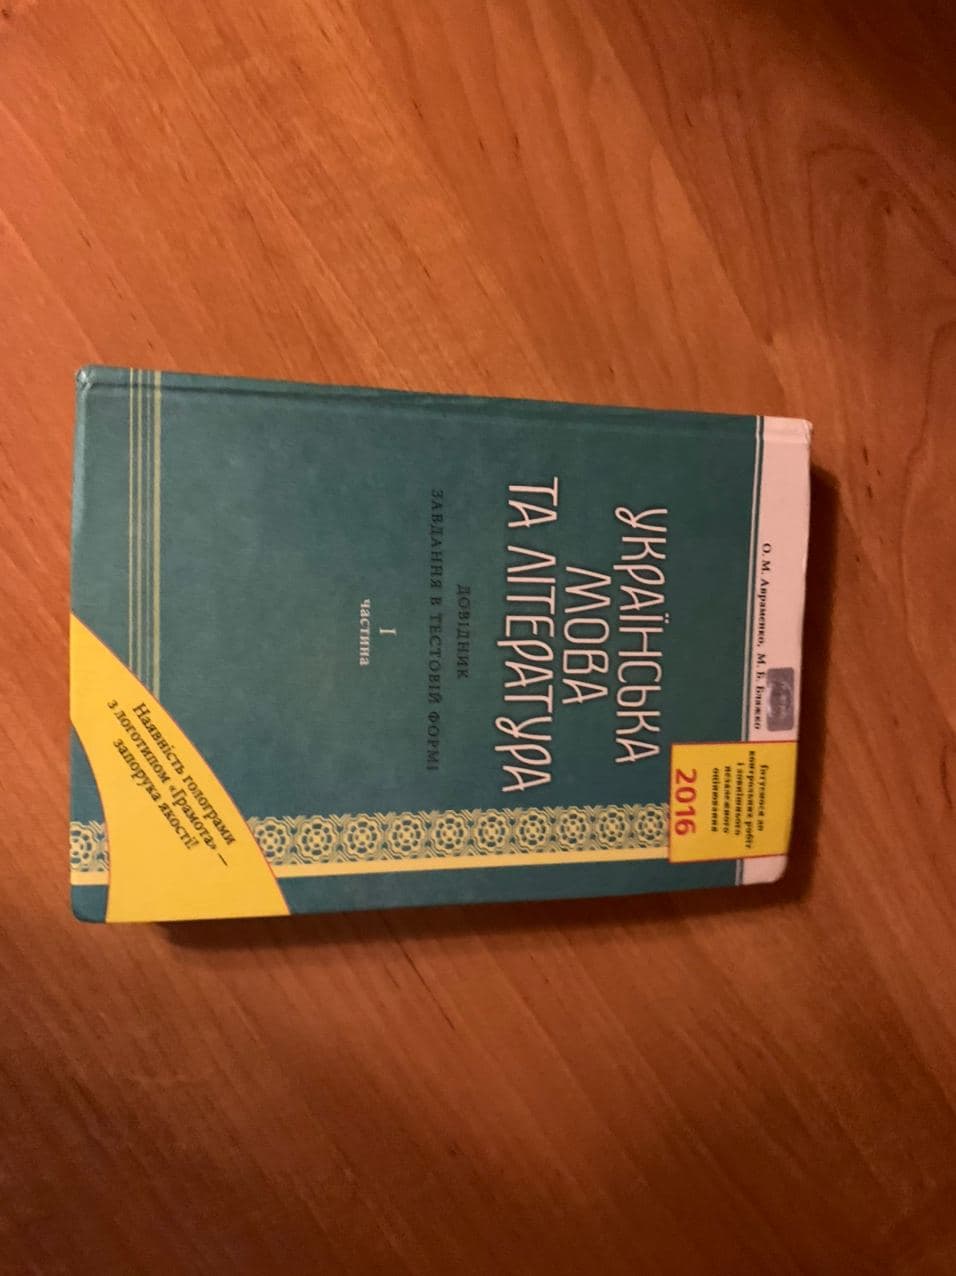 О. М. Авраменко, М. Б. Блажко
Готуємося до
контрольних робіт
і зовнішнього
незалежного
оцінювання
2016
УКРАЇНСЬКА
МОВА
ТА ЛІТЕРАТУРА
ДОВІДНИК
ЗАВДАННЯ В ТЕСТОВІЙ ФОРМІ
І
частина
Наявність голограми
з логотипом «Грамота» —
запорука якості!